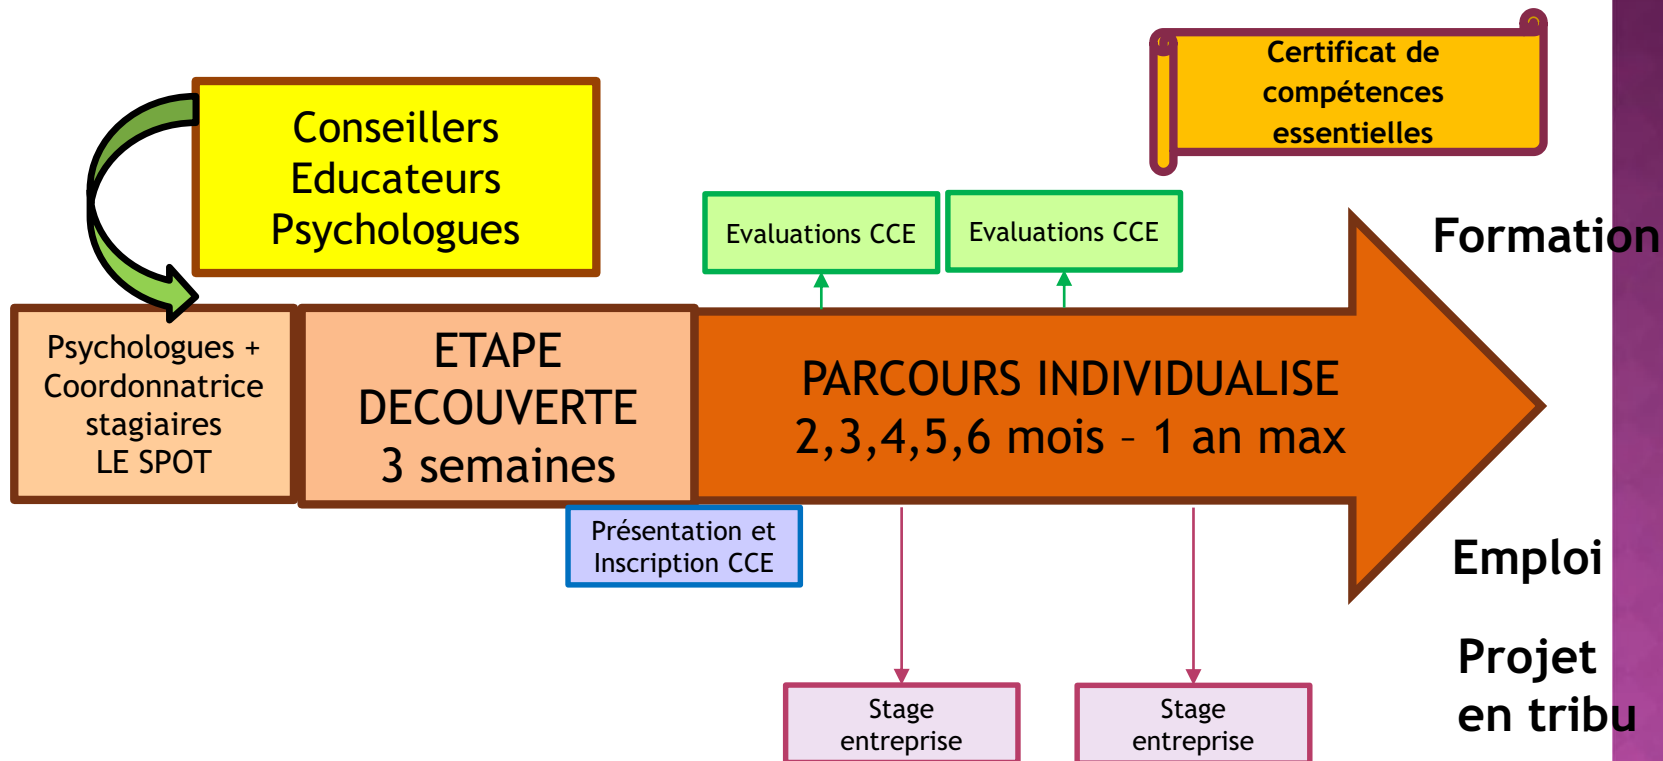 Certificat de
compétences
essentielles
Conseillers
Educateurs
Psychologues
Evaluations CCE
Evaluations CCE
Formation
Psychologues +
Coordonnatrice
stagiaires
LE SPOT
ETAPE
DECOUVERTE
3 semaines
PARCOURS INDIVIDUALISE
2,3,4,5,6 mois – 1 an max
Présentation et
Inscription CCE
Emploi
Projet
en tribu
Stage
entreprise
Stage
entreprise